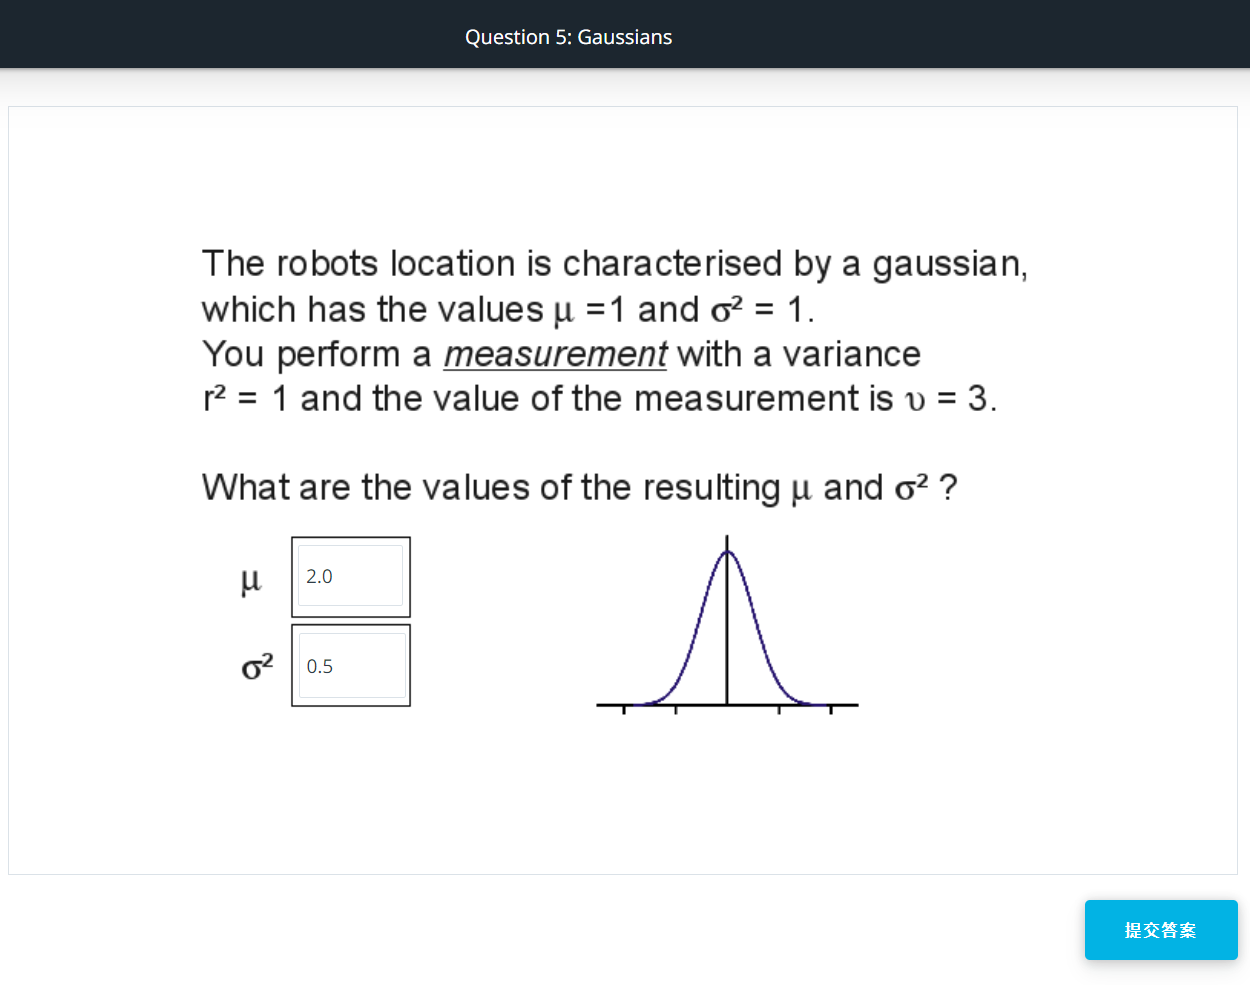 Question 5: Gaussians
The robots location is characterised by a gaussian,
which has the values μ =1 and σ² = 1.
You perform a measurement with a variance
r² = 1 and the value of the measurement is υ = 3.
What are the values of the resulting μ and σ² ?
μ 2.0
σ² 0.5
提交答案